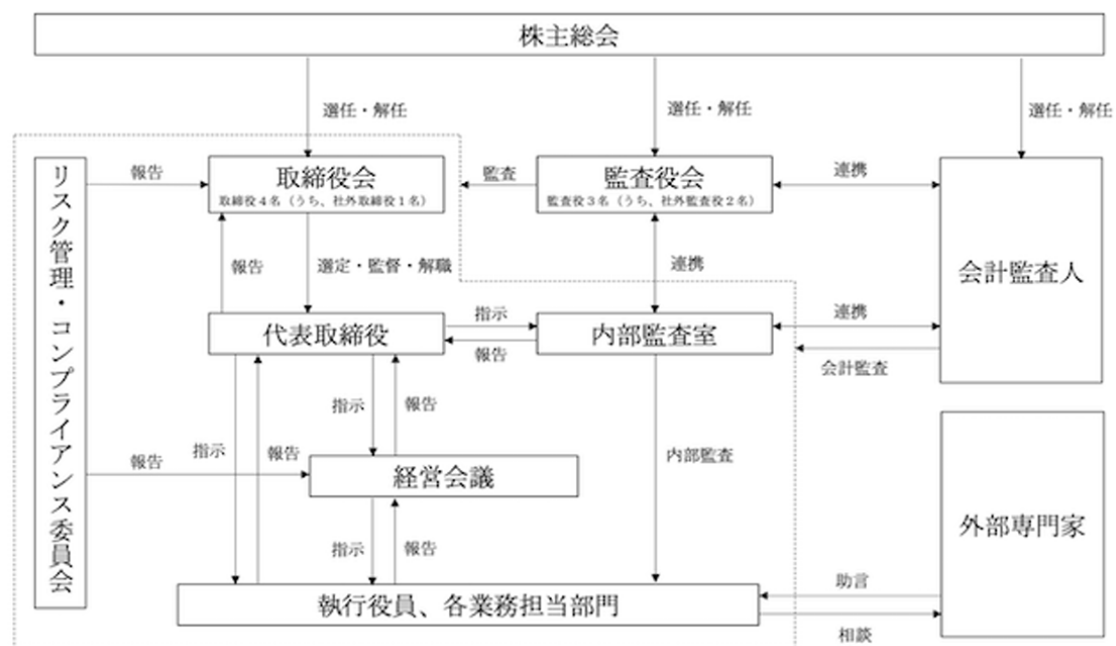 株主総会
選任・解任
選任・解任
選任・解任
リスク管理・コンプライアンス委員会
報告
取締役会
取締役４名（うち、社外取締役１名）
監査
監査役会
監査役３名（うち、社外監査役２名）
連携
会計監査人
報告
選定・監督・解職
連携
代表取締役
指示
報告
内部監査室
連携
会計監査
指示
報告
指示
報告
報告
経営会議
内部監査
外部専門家
指示
報告
執行役員、各業務担当部門
助言
相談